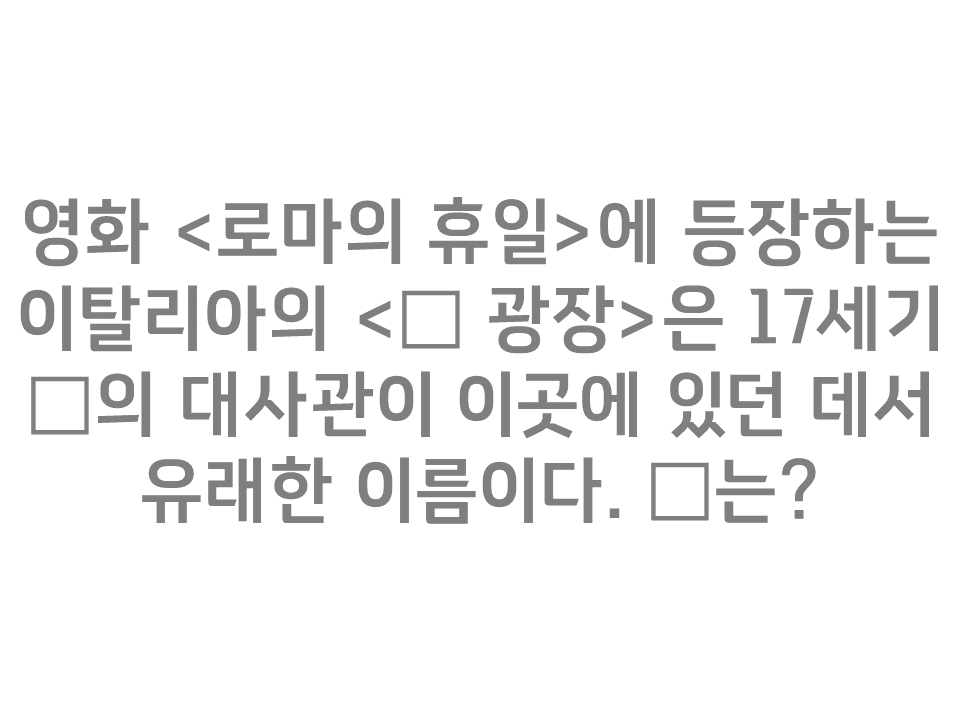 영화 <로마의 휴일>에 등장하는
이탈리아의 <□ 광장>은 17세기
□의 대사관이 이곳에 있던 데서
유래한 이름이다. □는?